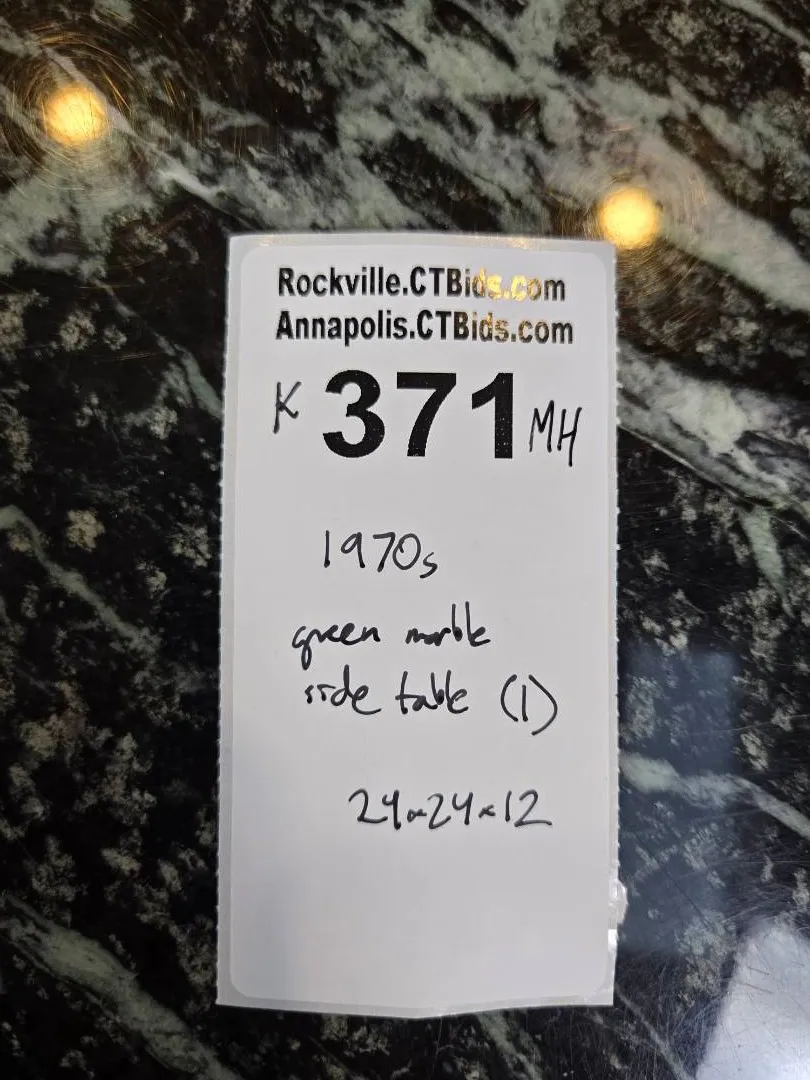 Rockville.CTBids.com
Annapolis.CTBids.com
K 371 MH
1970s
green marble
side table (1)
24x24x12